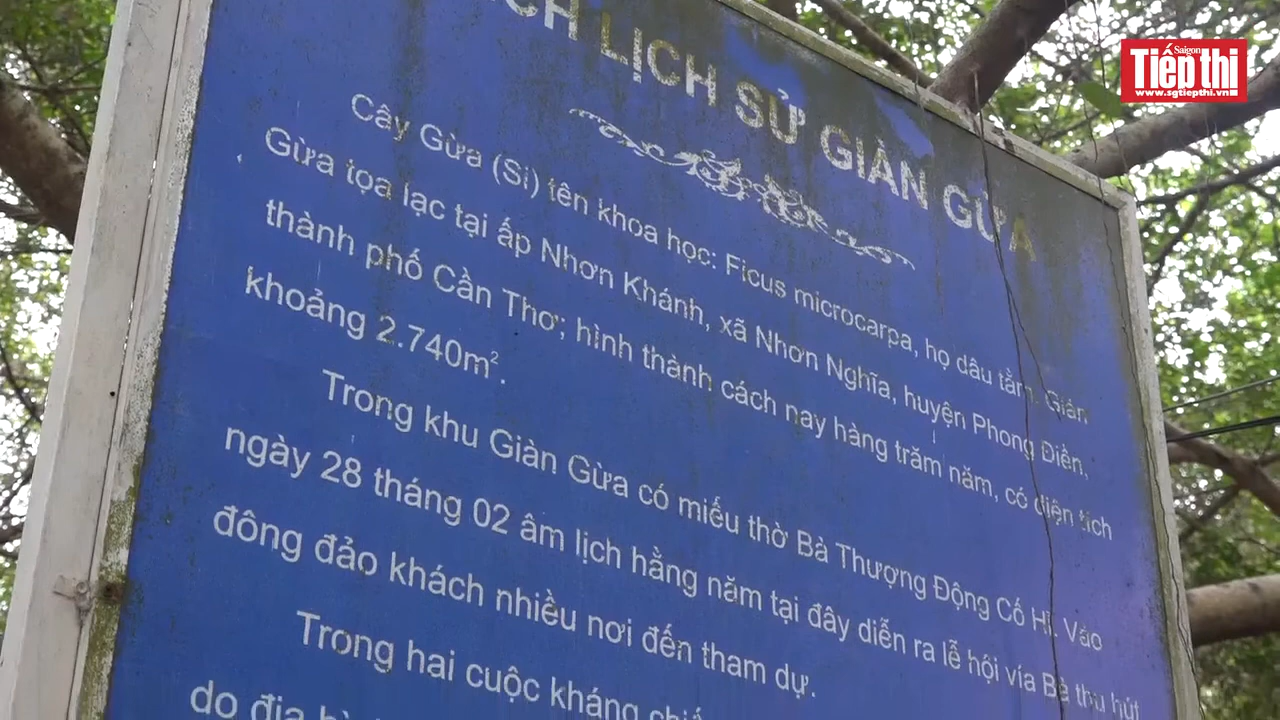 Saigon
Tiếp thị
www.sgtiepthi.vn
LỊCH SỬ GIÀN GỪA
Cây Gừa (Si) tên khoa học: Ficus microcarpa, họ dâu tằm. Giàn
Gừa tọa lạc tại ấp Nhơn Khánh, xã Nhơn Nghĩa, huyện Phong Điền,
thành phố Cần Thơ; hình thành cách nay hàng trăm năm, có diện tích
khoảng 2.740m².
Trong khu Giàn Gừa có miếu thờ Bà Thượng Động Cố Hỉ. Vào
ngày 28 tháng 02 âm lịch hằng năm tại đây diễn ra lễ hội vía Bà thu hút
đông đảo khách nhiều nơi đến tham dự.
Trong hai cuộc kháng
do địa